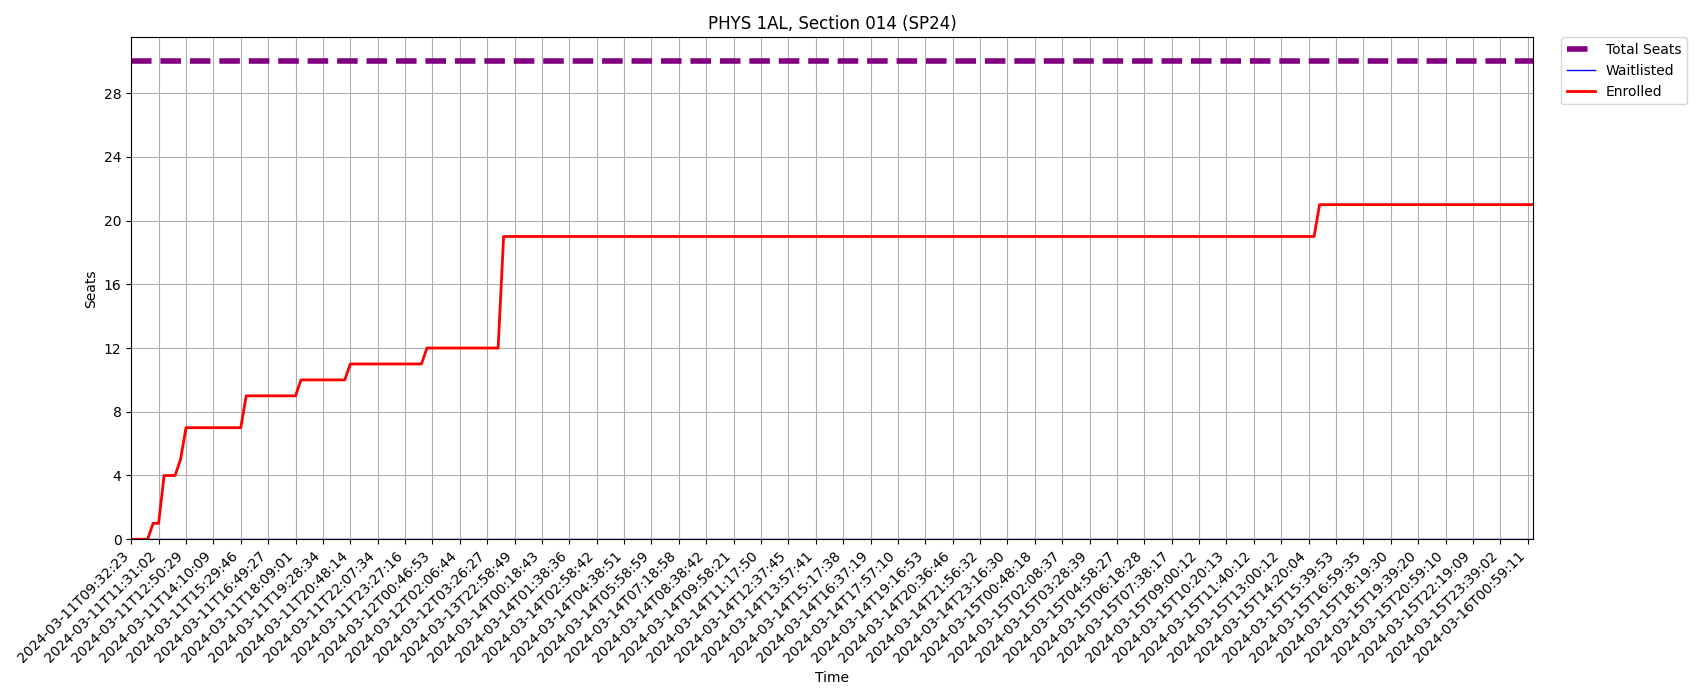 PHYS 1AL, Section 014 (SP24)
Total Seats
Waitlisted
Enrolled
Seats
28
24
20
16
12
8
4
0
2024-03-11T09:32:23
2024-03-11T11:31:02
2024-03-11T12:50:29
2024-03-11T14:10:09
2024-03-11T15:29:46
2024-03-11T16:49:27
2024-03-11T18:09:01
2024-03-11T19:28:34
2024-03-11T20:48:14
2024-03-11T22:07:34
2024-03-11T23:27:16
2024-03-12T00:46:53
2024-03-12T02:06:44
2024-03-12T03:26:27
2024-03-13T22:58:49
2024-03-14T00:18:43
2024-03-14T01:38:36
2024-03-14T02:58:42
2024-03-14T04:38:51
2024-03-14T05:58:59
2024-03-14T07:18:58
2024-03-14T08:38:42
2024-03-14T09:58:21
2024-03-14T11:17:50
2024-03-14T12:37:45
2024-03-14T13:57:41
2024-03-14T15:17:38
2024-03-14T16:37:19
2024-03-14T17:57:10
2024-03-14T19:16:53
2024-03-14T20:36:46
2024-03-14T21:56:32
2024-03-14T23:16:30
2024-03-15T00:48:18
2024-03-15T02:08:37
2024-03-15T03:28:39
2024-03-15T04:58:27
2024-03-15T06:18:28
2024-03-15T07:38:17
2024-03-15T09:00:12
2024-03-15T10:20:13
2024-03-15T11:40:12
2024-03-15T13:00:12
2024-03-15T14:20:04
2024-03-15T15:39:53
2024-03-15T16:59:35
2024-03-15T18:19:30
2024-03-15T19:39:20
2024-03-15T20:59:10
2024-03-15T22:19:09
2024-03-15T23:39:02
2024-03-16T00:59:11
Time